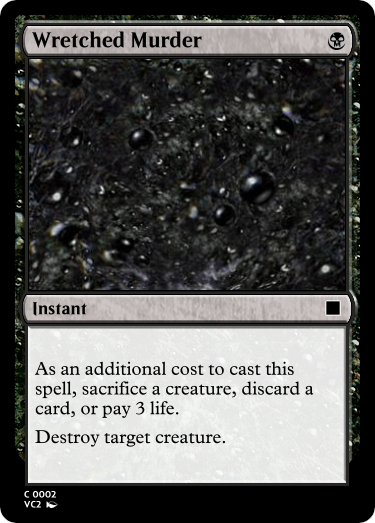 Wretched Murder
Instant
As an additional cost to cast this
spell, sacrifice a creature, discard a
card, or pay 3 life.
Destroy target creature.
C 0002
VC2